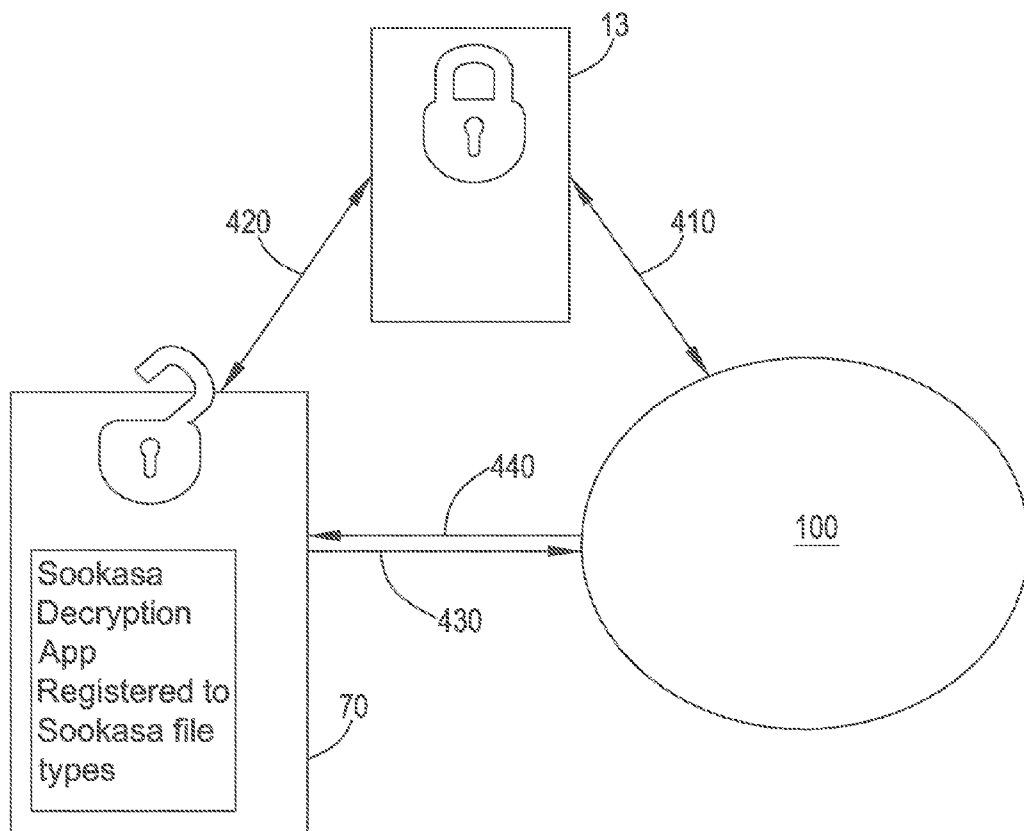 13
420
410
440
100
430
Sookasa
Decryption
App
Registered to
Sookasa file
types
70